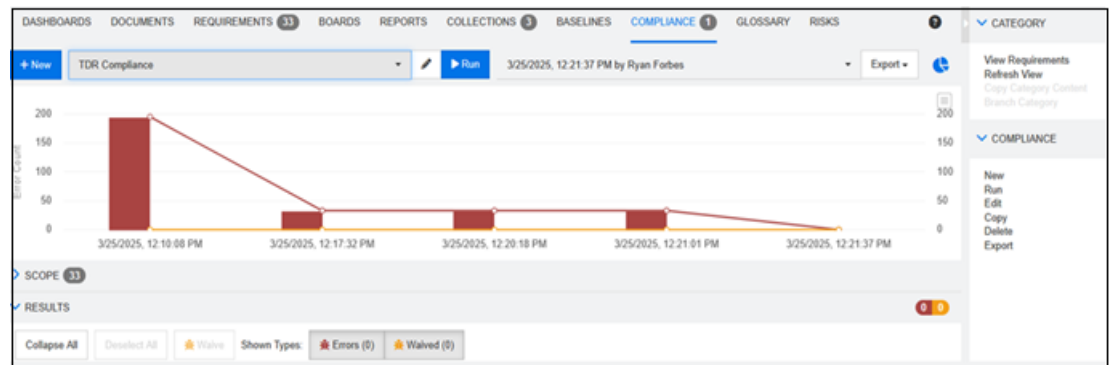 DASHBOARDS DOCUMENTS REQUIREMENTS 33 BOARDS REPORTS COLLECTIONS 3 BASELINES COMPLIANCE 1 GLOSSARY RISKS ?
+ New TDR Compliance Run 3/25/2025, 12:21:37 PM by Ryan Forbes Export
200 200
150 150
100 100
50 50
0 0
Error Count
3/25/2025, 12:10:08 PM 3/25/2025, 12:17:32 PM 3/25/2025, 12:20:18 PM 3/25/2025, 12:21:01 PM 3/25/2025, 12:21:37 PM
SCOPE 33
RESULTS 0 0
Collapse All Deselect All Waive Shown Types: Errors (0) Waived (0)
CATEGORY
View Requirements
Refresh View
Copy Category Content
Branch Category
COMPLIANCE
New
Run
Edit
Copy
Delete
Export